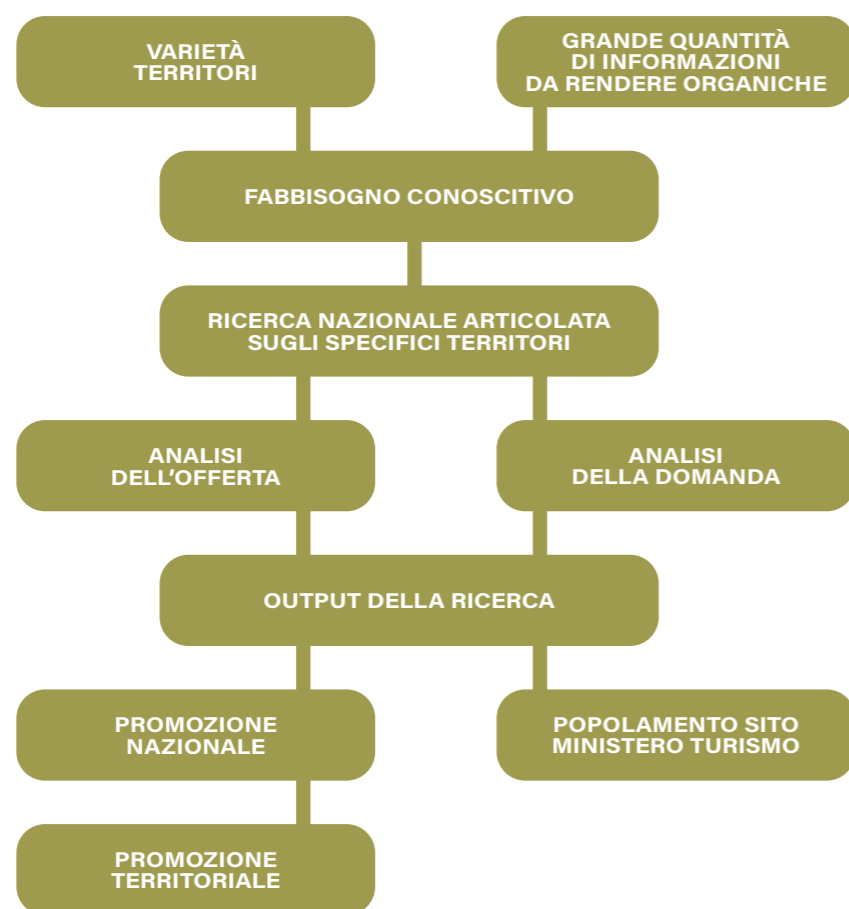 VARIETÀ
TERRITORI
GRANDE QUANTITÀ
DI INFORMAZIONI
DA RENDERE ORGANICHE
FABBISOGNO CONOSCITIVO
RICERCA NAZIONALE ARTICOLATA
SUGLI SPECIFICI TERRITORI
ANALISI
DELL'OFFERTA
ANALISI
DELLA DOMANDA
OUTPUT DELLA RICERCA
PROMOZIONE
NAZIONALE
POPOLAMENTO SITO
MINISTERO TURISMO
PROMOZIONE
TERRITORIALE